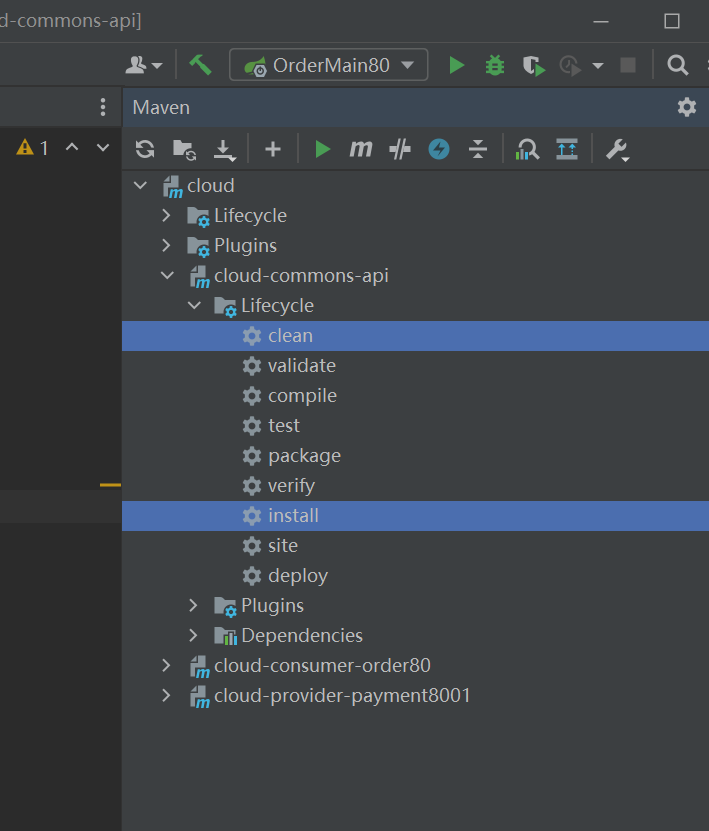 d-commons-api]
OrderMain80
Maven
1
cloud
Lifecycle
Plugins
cloud-commons-api
Lifecycle
clean
validate
compile
test
package
verify
install
site
deploy
Plugins
Dependencies
cloud-consumer-order80
cloud-provider-payment8001